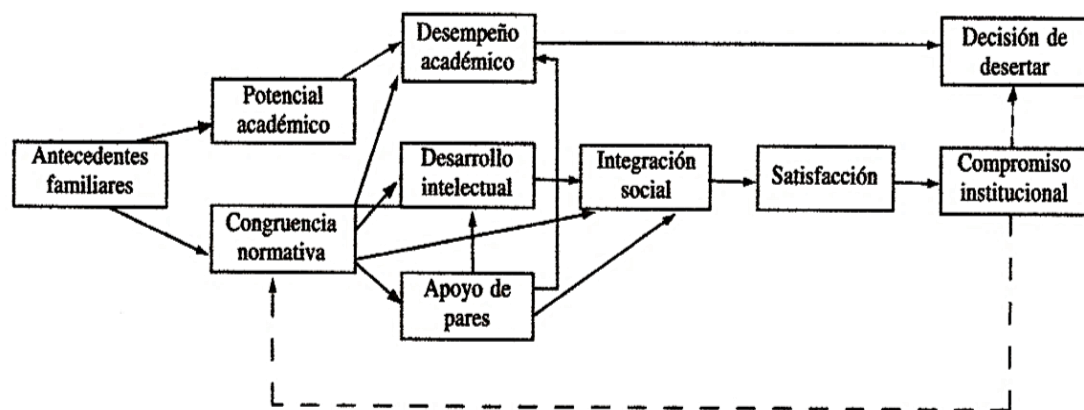 Desempeño
académico
Decisión de
desertar
Potencial
académico
Antecedentes
familiares
Desarrollo
intelectual
Integración
social
Satisfacción
Compromiso
institucional
Congruencia
normativa
Apoyo de
pares